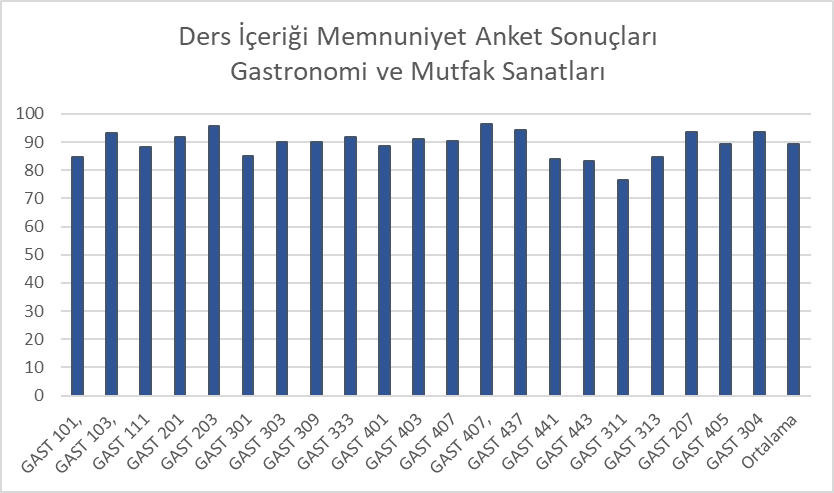 Ders İçeriği Memnuniyet Anket Sonuçları
Gastronomi ve Mutfak Sanatları
100
90
80
70
60
50
40
30
20
10
0
GAST 101,
GAST 103,
GAST 111
GAST 201
GAST 203
GAST 301
GAST 303
GAST 309
GAST 333
GAST 401
GAST 403
GAST 407
GAST 407,
GAST 437
GAST 441
GAST 443
GAST 311
GAST 313
GAST 207
GAST 405
GAST 304
Ortalama